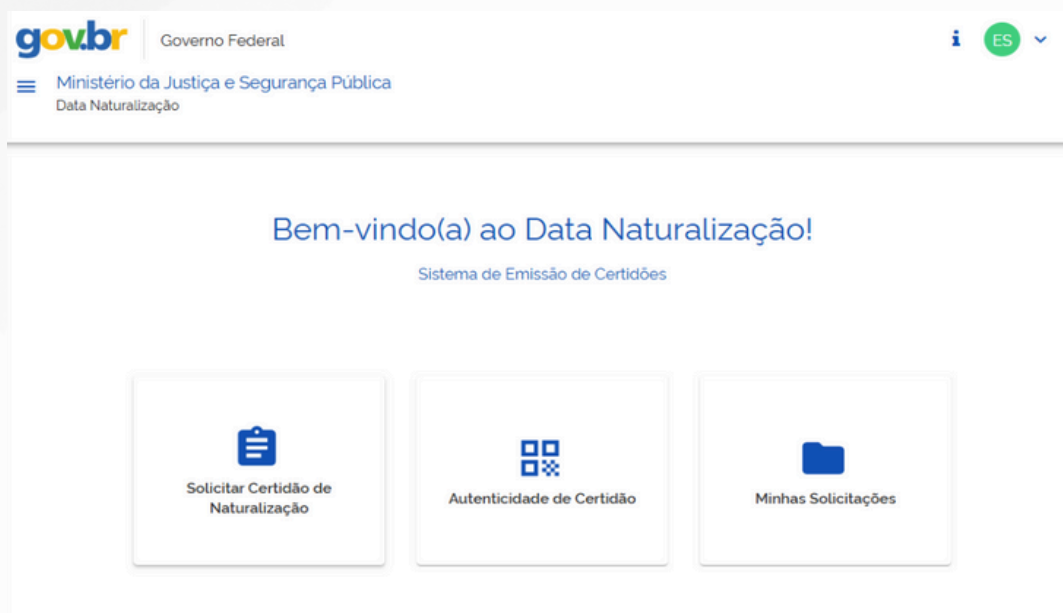 gov.br
Governo Federal
i
ES
Ministério da Justiça e Segurança Pública
Data Naturalização
Bem-vindo(a) ao Data Naturalização!
Sistema de Emissão de Certidões
Solicitar Certidão de
Naturalização
Autenticidade de Certidão
Minhas Solicitações